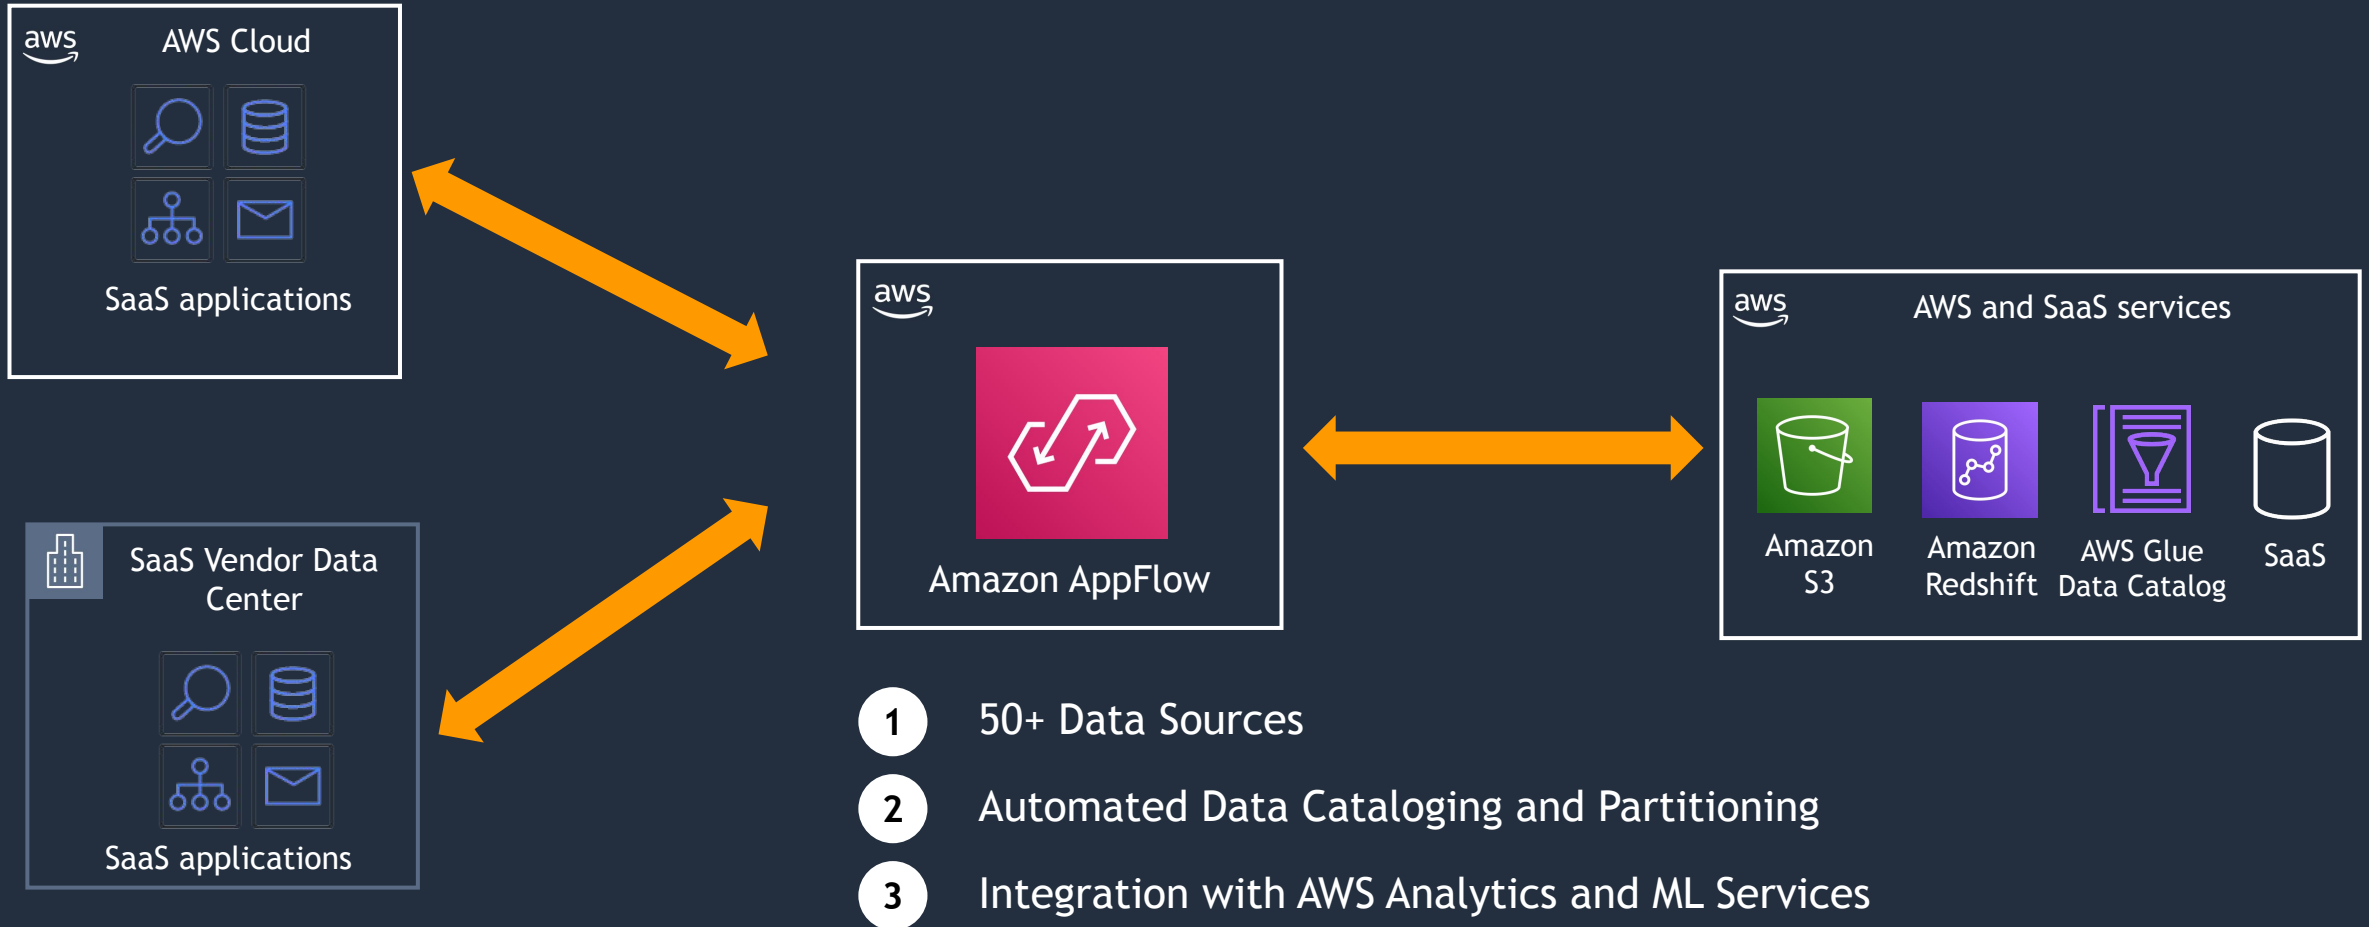 aws
AWS Cloud
SaaS applications
SaaS Vendor Data
Center
SaaS applications
aws
Amazon AppFlow
aws
AWS and SaaS services
Amazon
S3
Amazon
Redshift
AWS Glue
Data Catalog
SaaS
1 50+ Data Sources
2 Automated Data Cataloging and Partitioning
3 Integration with AWS Analytics and ML Services